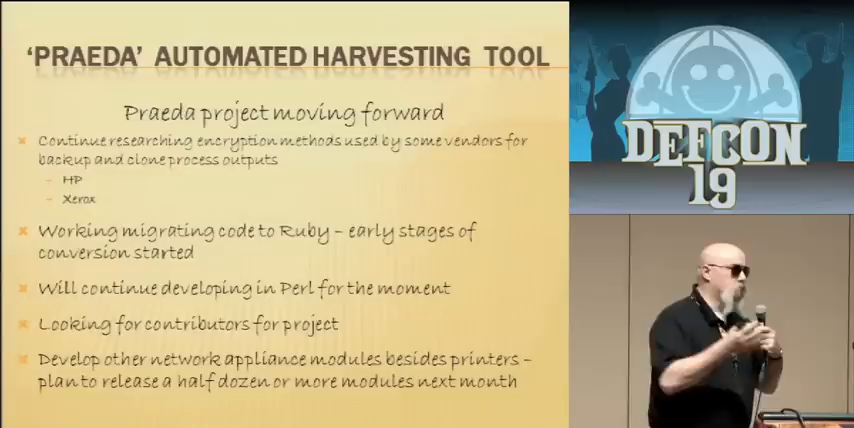 ‘PRAEDA’ AUTOMATED HARVESTING TOOL
Praeda project moving forward
Continue researching encryption methods used by some vendors for
backup and clone process outputs
– HP
– Xerox
Working migrating code to Ruby – early stages of
conversion started
Will continue developing in Perl for the moment
Looking for contributors for project
Develop other network appliance modules besides printers –
plan to release a half dozen or more modules next month
DEFCON
19